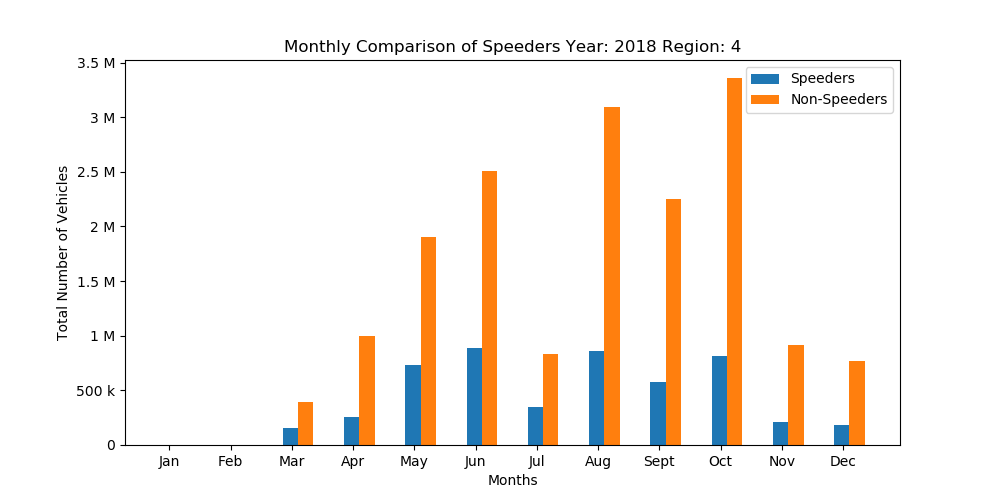 Monthly Comparison of Speeders Year: 2018 Region: 4
Speeders
Non-Speeders
Total Number of Vehicles
3.5 M
3 M
2.5 M
2 M
1.5 M
1 M
500 k
0
Jan Feb Mar Apr May Jun Jul Aug Sept Oct Nov Dec
Months